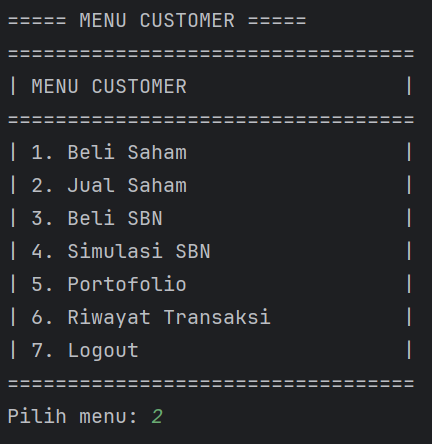 ===== MENU CUSTOMER =====
==================================
| MENU CUSTOMER                  |
==================================
| 1. Beli Saham                  |
| 2. Jual Saham                  |
| 3. Beli SBN                    |
| 4. Simulasi SBN                |
| 5. Portofolio                  |
| 6. Riwayat Transaksi           |
| 7. Logout                      |
==================================
Pilih menu: 2